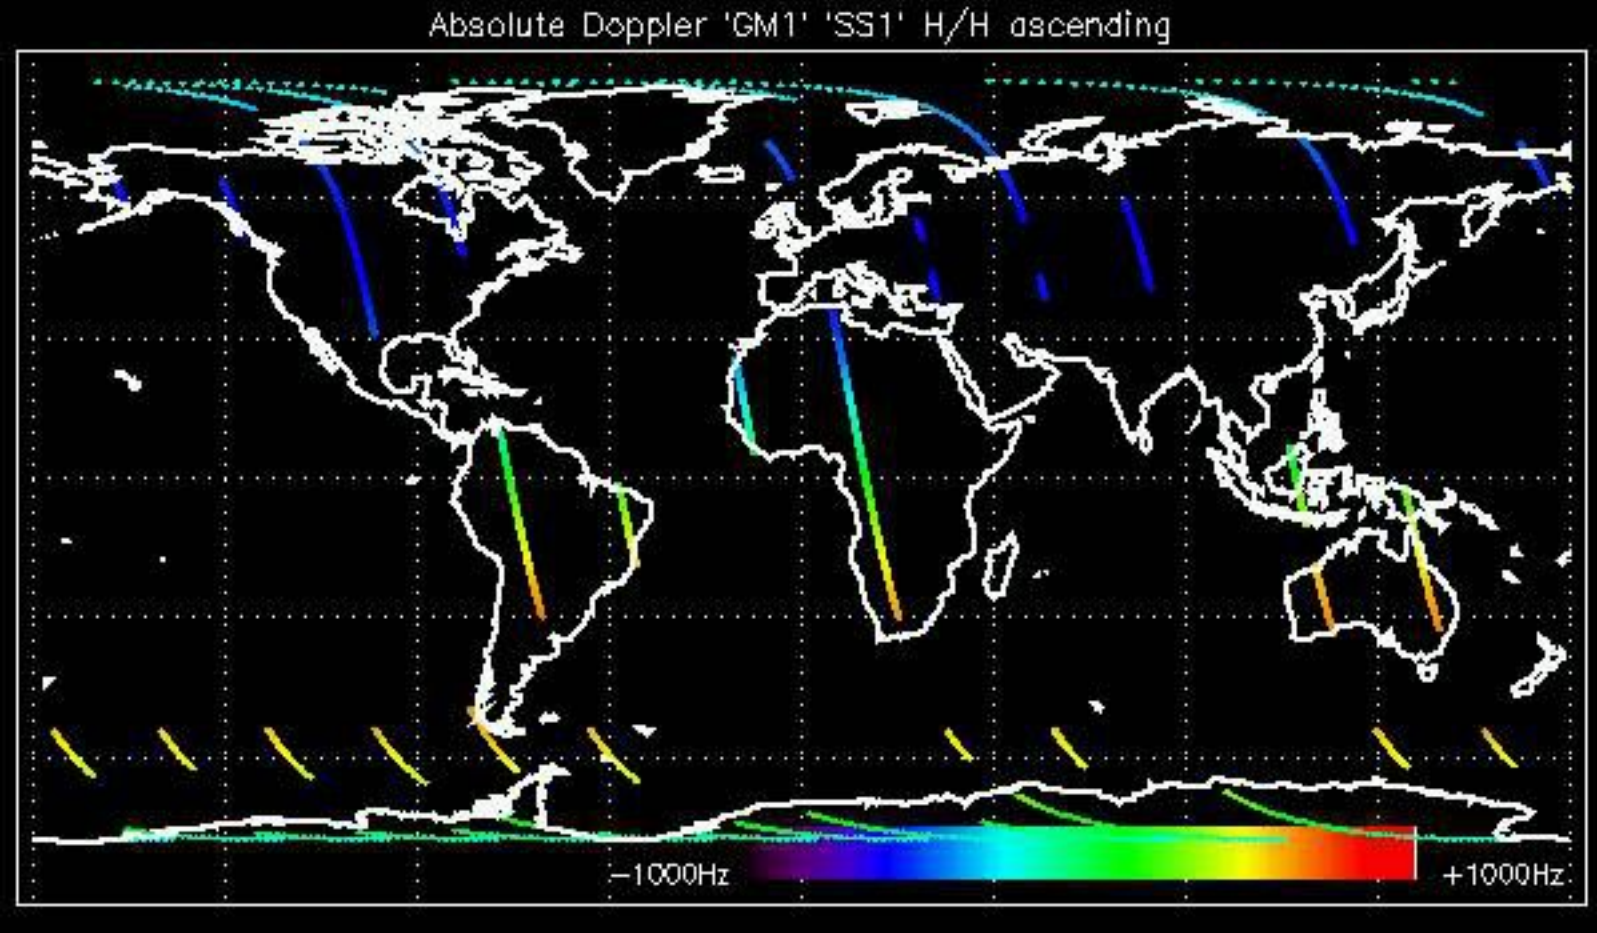 Absolute Doppler 'GM1' 'SS1' H/H ascending
−1000Hz
+1000Hz